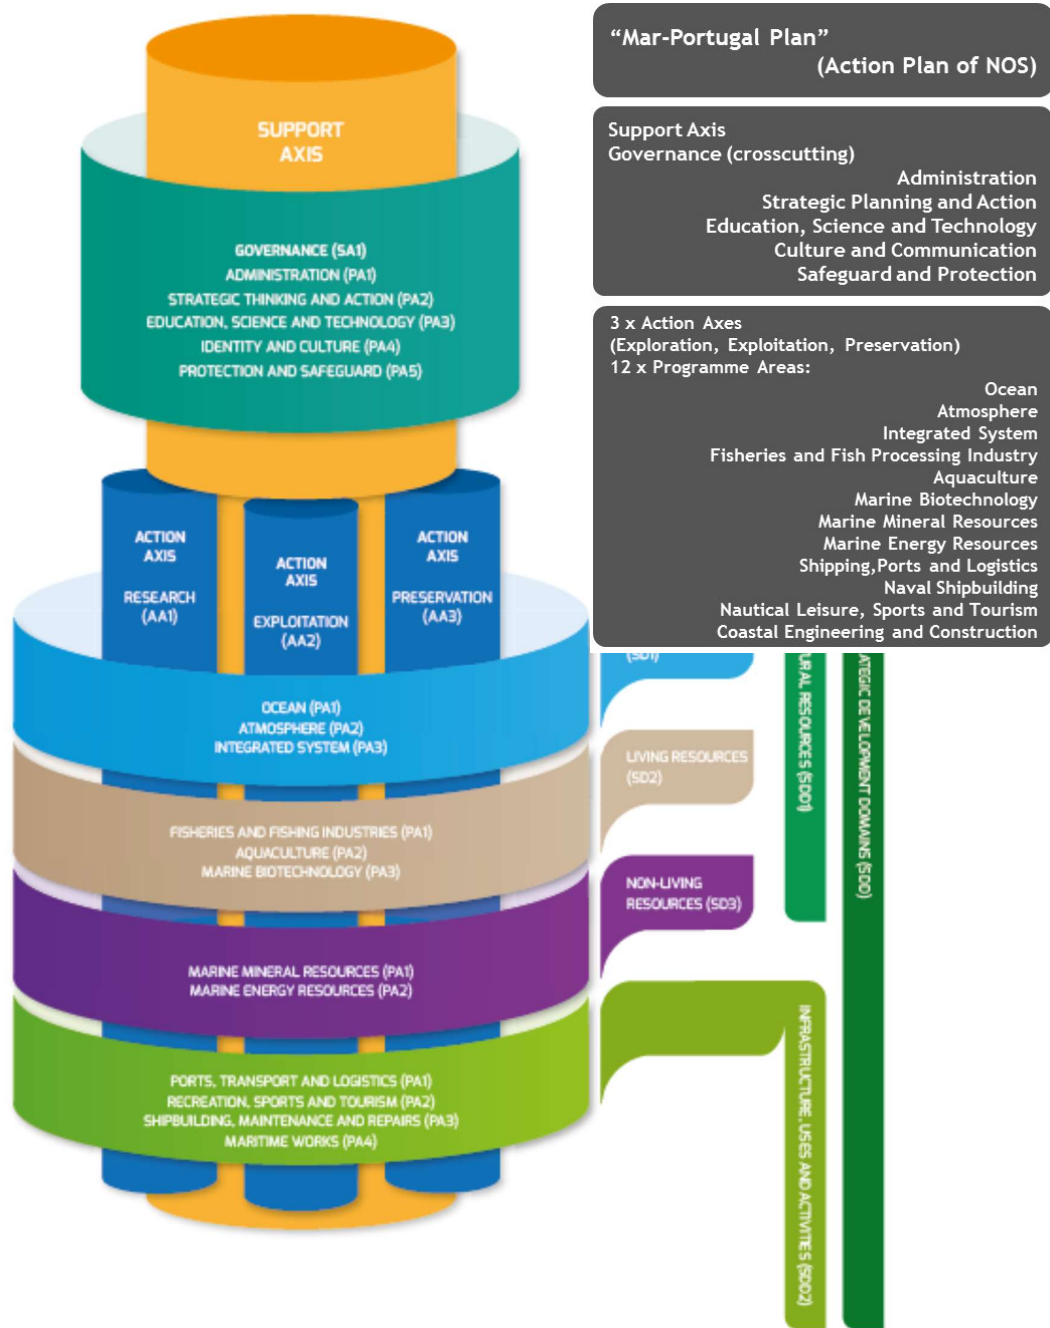 SUPPORT
AXIS
GOVERNANCE (SA1)
ADMINISTRATION (PA1)
STRATEGIC THINKING AND ACTION (PA2)
EDUCATION, SCIENCE AND TECHNOLOGY (PA3)
IDENTITY AND CULTURE (PA4)
PROTECTION AND SAFEGUARD (PA5)
ACTION
AXIS
RESEARCH
(AA1)
ACTION
AXIS
EXPLOITATION
(AA2)
ACTION
AXIS
PRESERVATION
(AA3)
OCEAN (PA1)
ATMOSPHERE (PA2)
INTEGRATED SYSTEM (PA3)
FISHERIES AND FISHING INDUSTRIES (PA1)
AQUACULTURE (PA2)
MARINE BIOTECHNOLOGY (PA3)
MARINE MINERAL RESOURCES (PA1)
MARINE ENERGY RESOURCES (PA2)
PORTS, TRANSPORT AND LOGISTICS (PA1)
RECREATION, SPORTS AND TOURISM (PA2)
SHIPBUILDING, MAINTENANCE AND REPAIRS (PA3)
MARITIME WORKS (PA4)
“Mar-Portugal Plan”
(Action Plan of NOS)
Support Axis
Governance (crosscutting)
Administration
Strategic Planning and Action
Education, Science and Technology
Culture and Communication
Safeguard and Protection
3 x Action Axes
(Exploration, Exploitation, Preservation)
12 x Programme Areas:
Ocean
Atmosphere
Integrated System
Fisheries and Fish Processing Industry
Aquaculture
Marine Biotechnology
Marine Mineral Resources
Marine Energy Resources
Shipping,Ports and Logistics
Naval Shipbuilding
Nautical Leisure, Sports and Tourism
Coastal Engineering and Construction
(SD1)
LIVING RESOURCES
(SD2)
NON-LIVING
RESOURCES (SD3)
RESOURCES (SDD1)
INFRASTRUCTURE, USES AND ACTIVITIES (SDD2)
DEVELOPMENT DOMAINS (SDD)